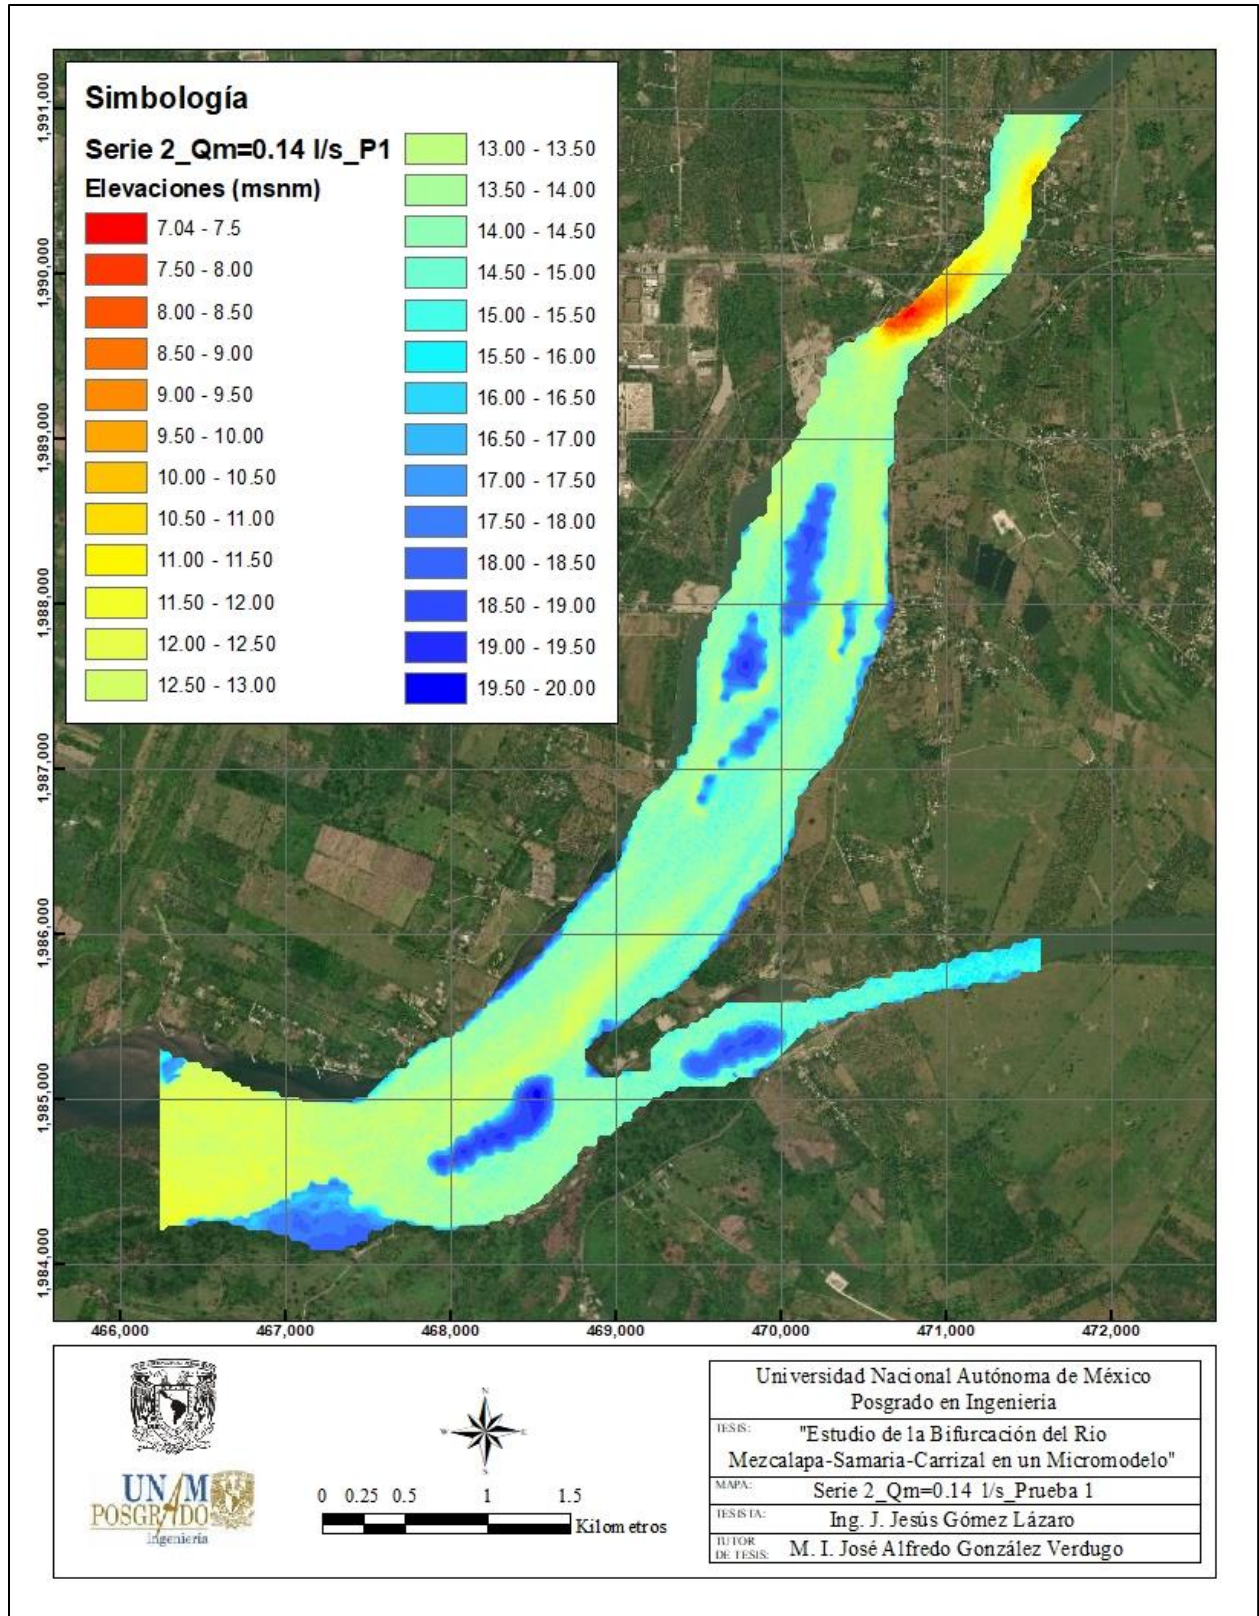 Simbología
Serie 2_Qm=0.14 l/s_P1
Elevaciones (msnm)
7.04 - 7.5
7.50 - 8.00
8.00 - 8.50
8.50 - 9.00
9.00 - 9.50
9.50 - 10.00
10.00 - 10.50
10.50 - 11.00
11.00 - 11.50
11.50 - 12.00
12.00 - 12.50
12.50 - 13.00
13.00 - 13.50
13.50 - 14.00
14.00 - 14.50
14.50 - 15.00
15.00 - 15.50
15.50 - 16.00
16.00 - 16.50
16.50 - 17.00
17.00 - 17.50
17.50 - 18.00
18.00 - 18.50
18.50 - 19.00
19.00 - 19.50
19.50 - 20.00
1,991,000
1,990,000
1,989,000
1,988,000
1,987,000
1,986,000
1,985,000
1,984,000
466,000 467,000 468,000 469,000 470,000 471,000 472,000
UNAM
POSGRADO
Ingeniería
N
W E
S
0 0.25 0.5 1 1.5
Kilometros
Universidad Nacional Autónoma de México
Posgrado en Ingeniería
TESIS: "Estudio de la Bifurcación del Río
Mezcalapa-Samaria-Carrizal en un Micromodelo"
MAPA: Serie 2_Qm=0.14 l/s_Prueba 1
TESISTA: Ing. J. Jesús Gómez Lázaro
TUTOR
DE TESIS: M. I. José Alfredo González Verdugo